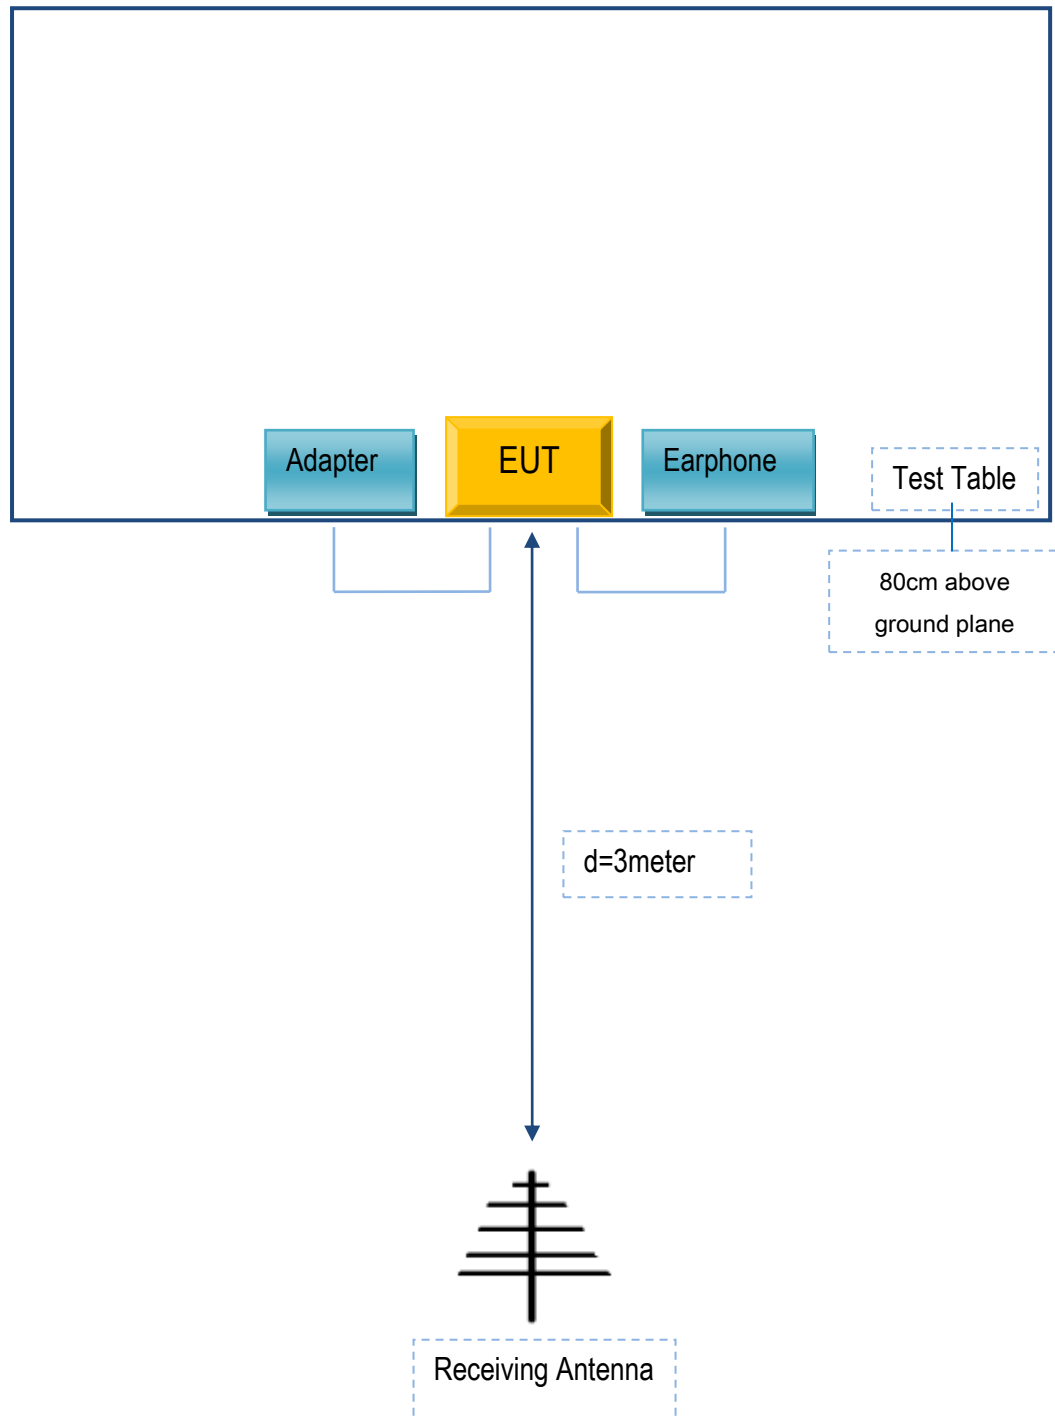 Adapter
EUT
Earphone
Test Table
80cm above
ground plane
d=3meter
Receiving Antenna